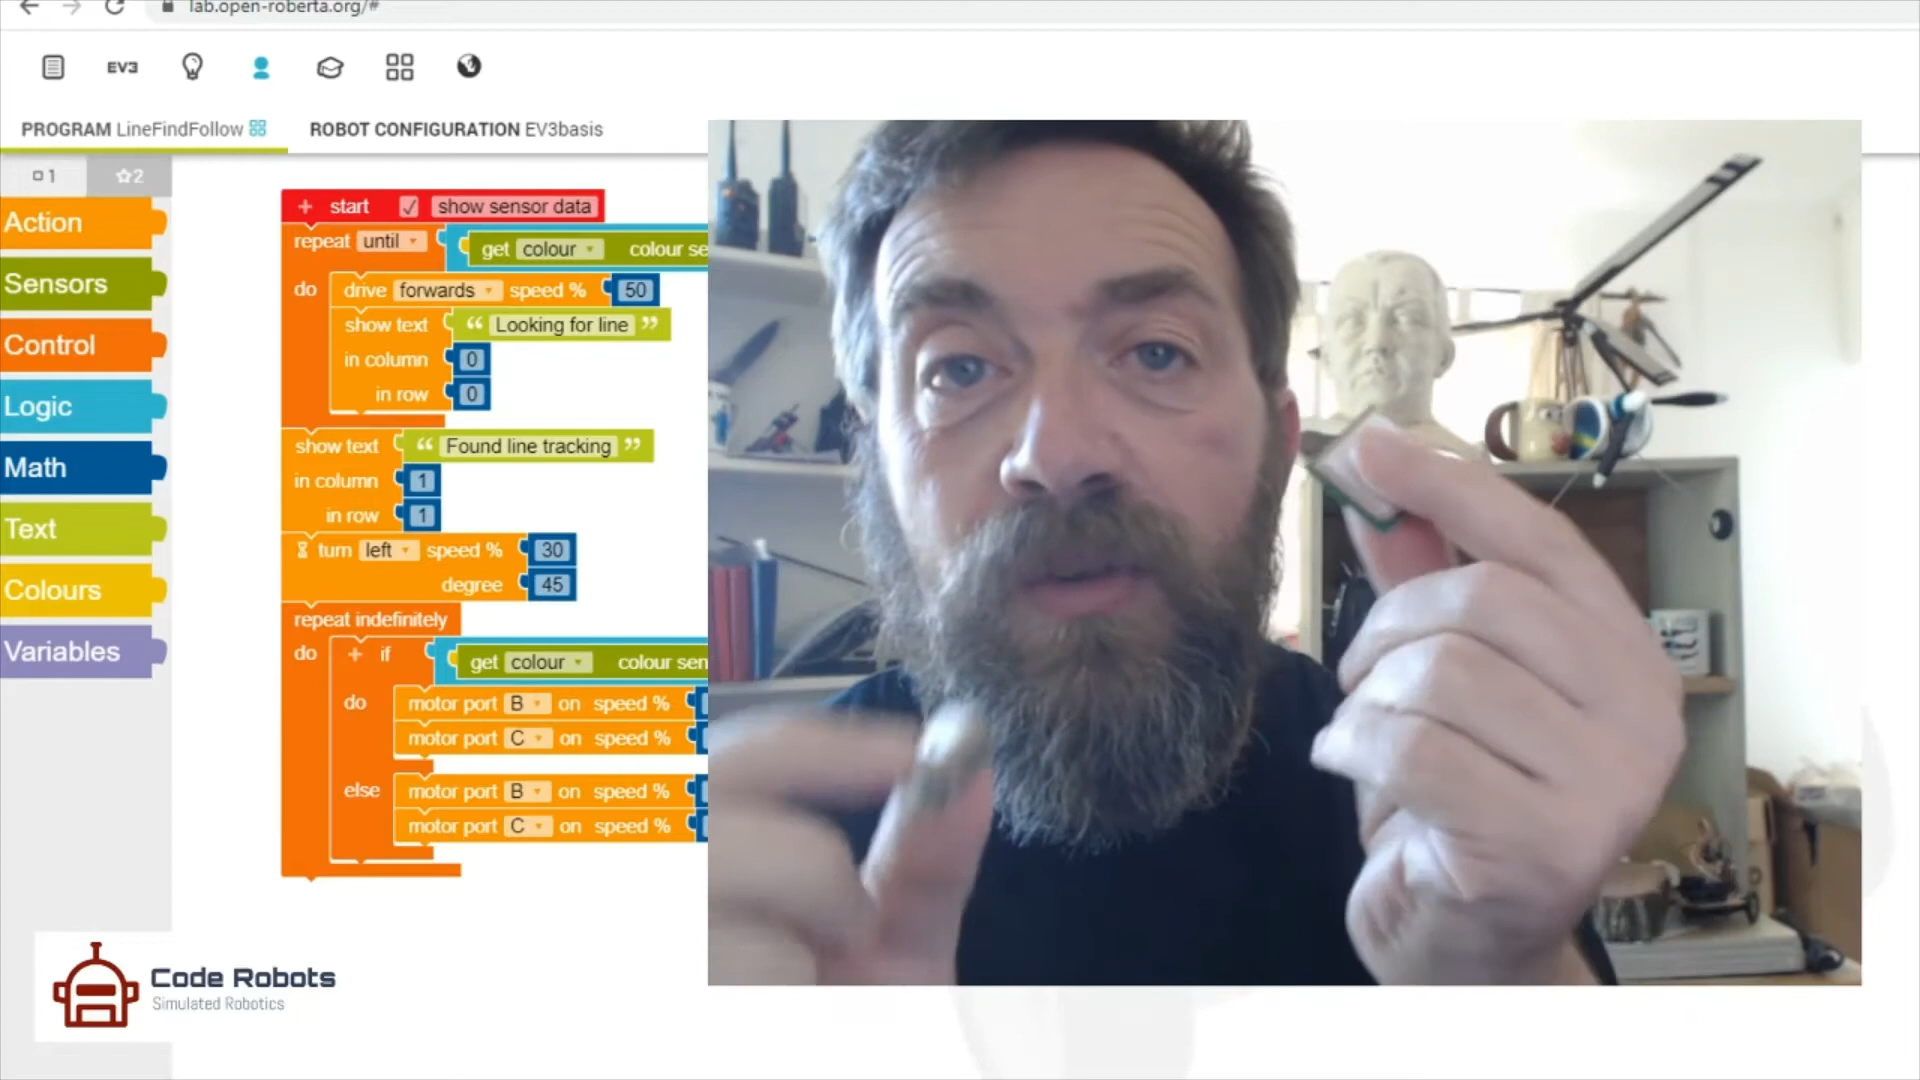 lab.open-roberta.org/#
EV3
PROGRAM LineFindFollow
ROBOT CONFIGURATION EV3basis
1
2
Action
Sensors
Control
Logic
Math
Text
Colours
Variables
+ start ✓ show sensor data
repeat until get colour colour se
do drive forwards speed % 50
show text “ Looking for line ”
in column 0
in row 0
show text “ Found line tracking ”
in column 1
in row 1
turn left speed % 30
degree 45
repeat indefinitely
do + if get colour colour sen
do motor port B on speed %
motor port C on speed %
else motor port B on speed %
motor port C on speed %
Code Robots
Simulated Robotics